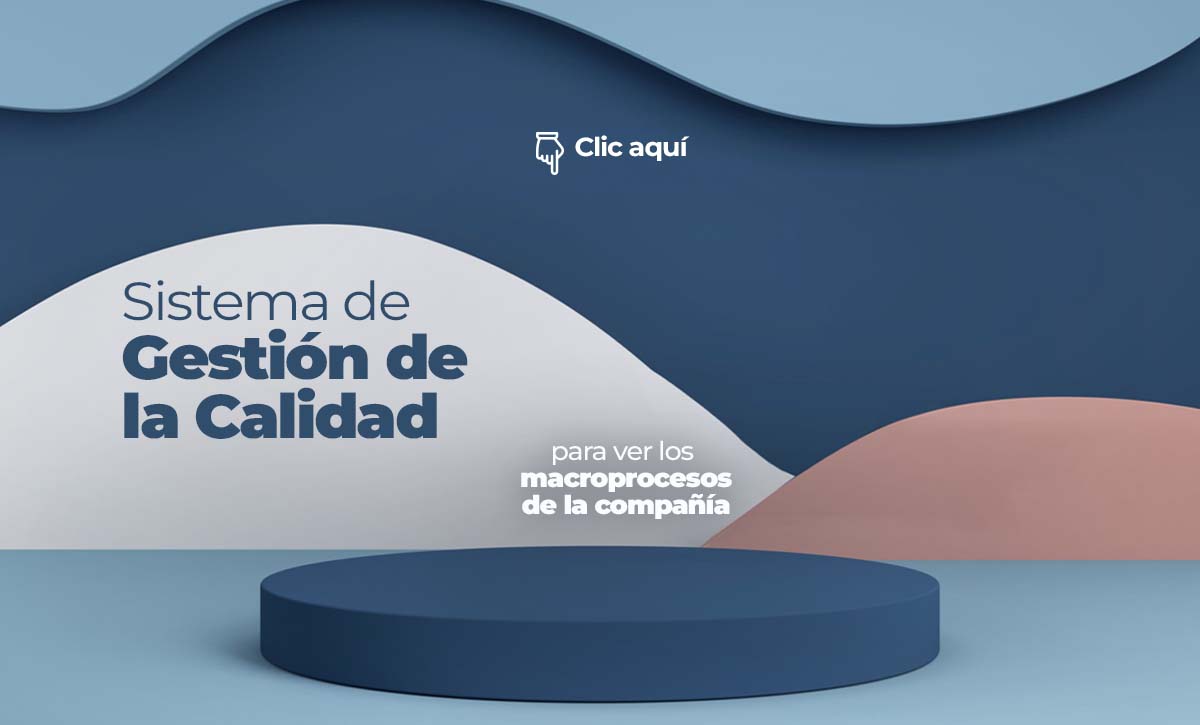 Clic aquí
Sistema de
Gestión de
la Calidad
para ver los
macroprocesos
de la compañía